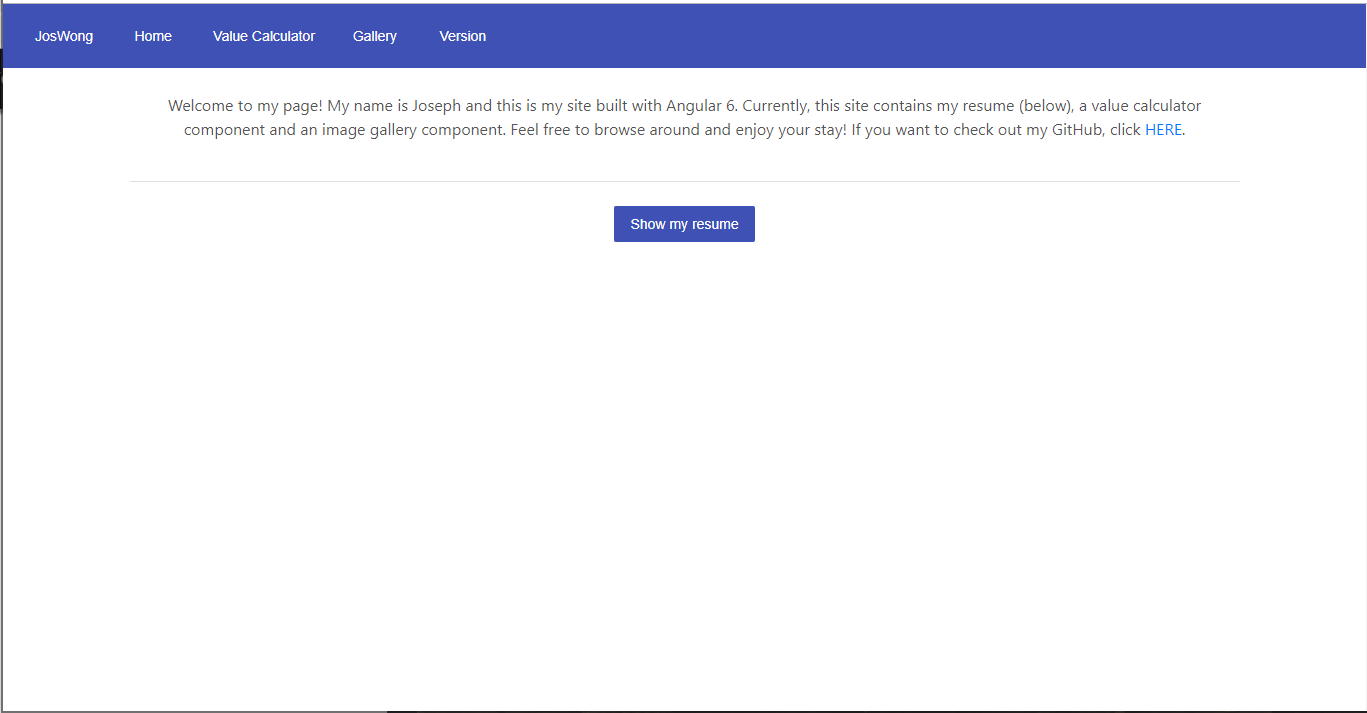 JosWong Home Value Calculator Gallery Version
Welcome to my page! My name is Joseph and this is my site built with Angular 6. Currently, this site contains my resume (below), a value calculator
component and an image gallery component. Feel free to browse around and enjoy your stay! If you want to check out my GitHub, click HERE.
Show my resume